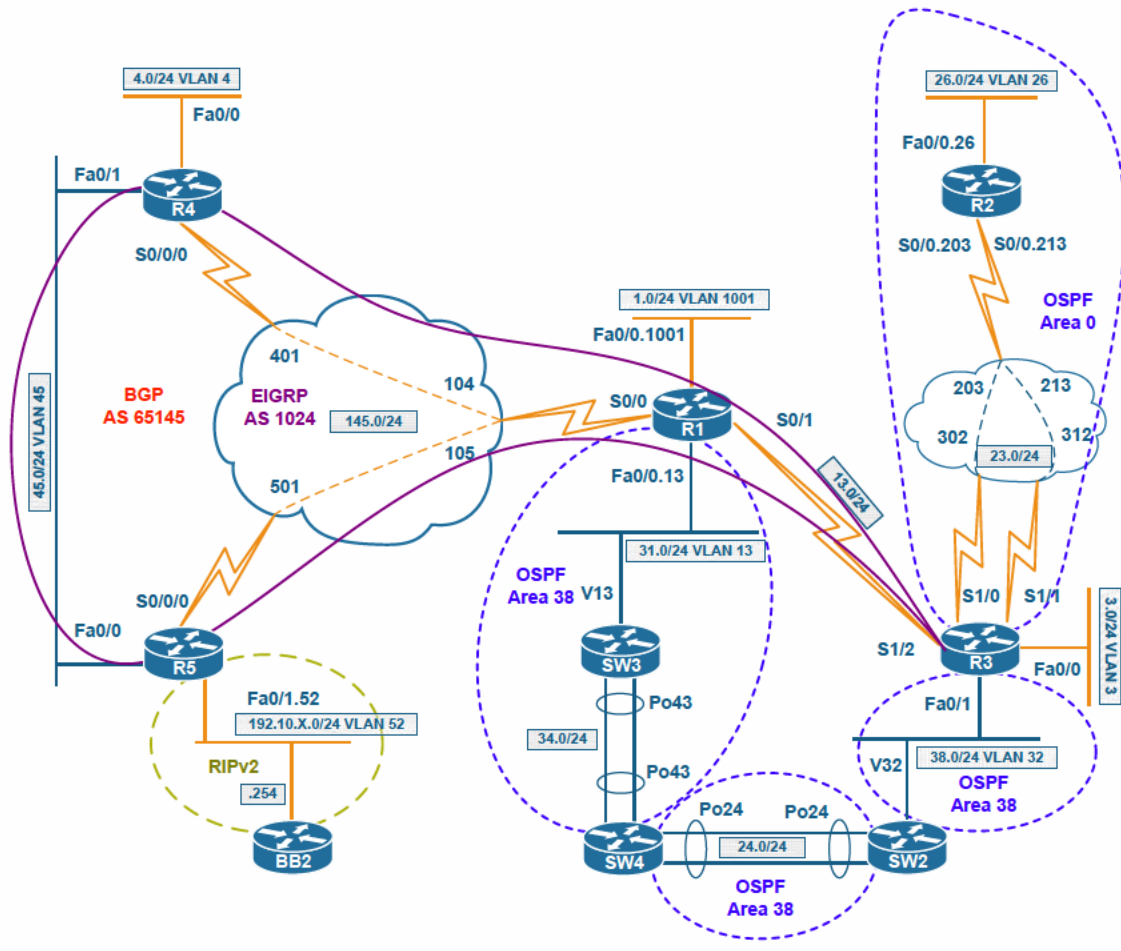 4.0/24 VLAN 4
Fa0/0
Fa0/1
R4
S0/0/0
45.0/24 VLAN 45
BGP
AS 65145
401
EIGRP
AS 1024
145.0/24
104
105
501
S0/0/0
Fa0/0
R5
Fa0/1.52
192.10.X.0/24 VLAN 52
RIPv2
.254
BB2
1.0/24 VLAN 1001
Fa0/0.1001
S0/0
R1
S0/1
13.0/24
Fa0/0.13
31.0/24 VLAN 13
OSPF
Area 38
V13
SW3
Po43
34.0/24
Po43
SW4
Po24
Po24
24.0/24
SW2
OSPF
Area 38
26.0/24 VLAN 26
Fa0/0.26
R2
S0/0.203
S0/0.213
OSPF
Area 0
203
213
302
312
23.0/24
S1/0
S1/1
S1/2
R3
Fa0/0
3.0/24 VLAN 3
Fa0/1
V32
38.0/24 VLAN 32
OSPF
Area 38